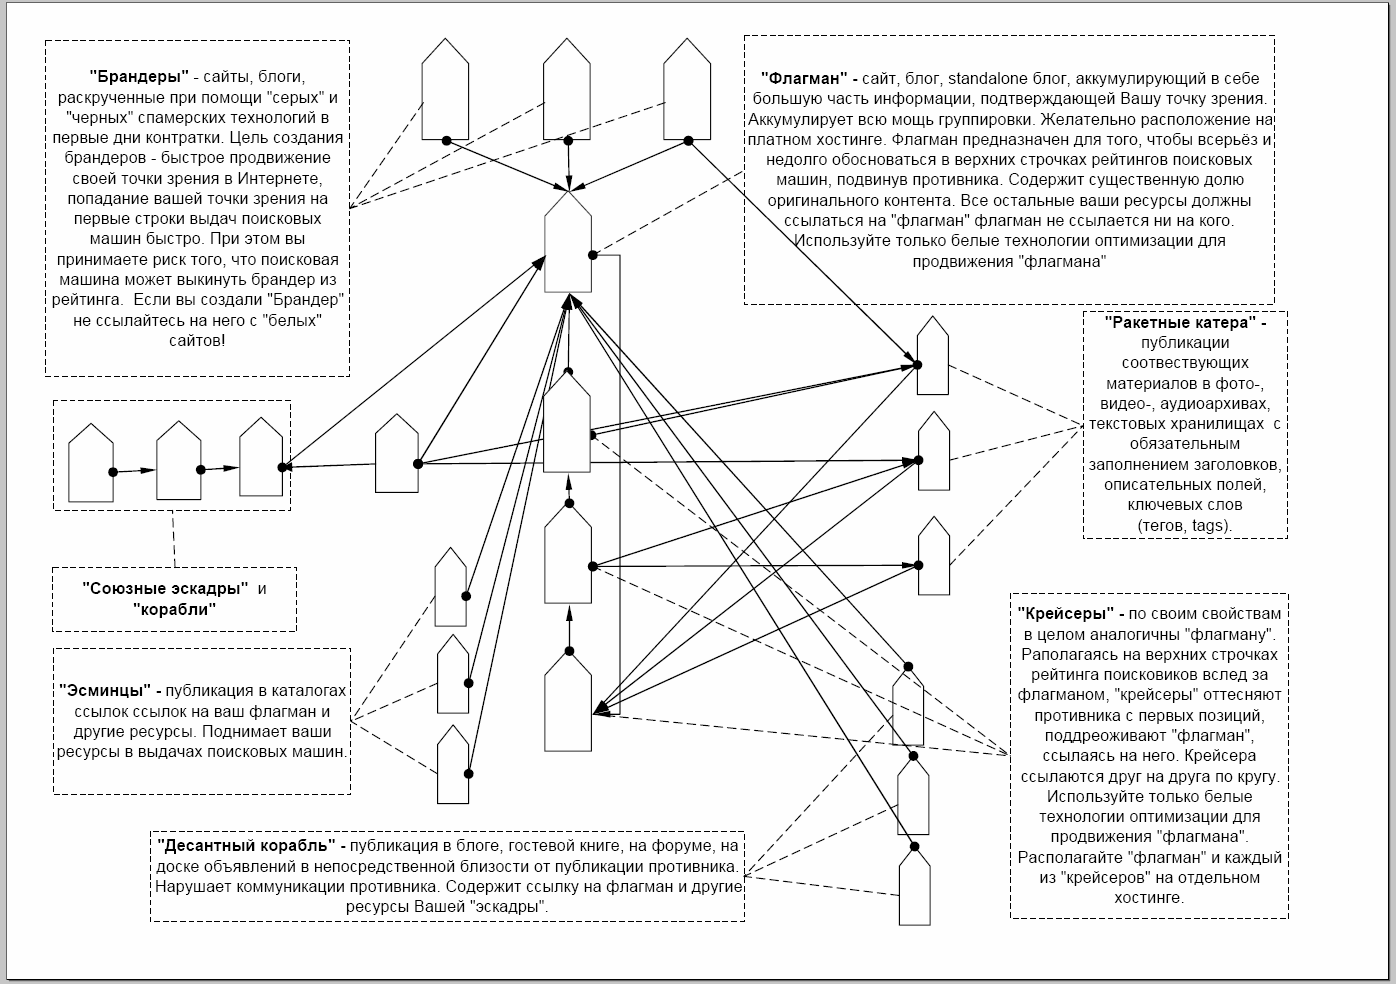 "Брандеры" - сайты, блоги,
раскрученные при помощи "серых" и
"черных" спамерских технологий в
первые дни контратки. Цель создания
брандеров - быстрое продвижение
своей точки зрения в Интернете,
попадание вашей точки зрения на
первые строки выдач поисковых
машин быстро. При этом вы
принимаете риск того, что поисковая
машина может выкинуть брандер из
рейтинга. Если вы создали "Брандер"
не ссылайтесь на него с "белых"
сайтов!
"Флагман" - сайт, блог, standalone блог, аккумулирующий в себе
большую часть информации, подтверждающей Вашу точку зрения.
Аккумулирует всю мощь группировки. Желательно расположение на
платном хостинге. Флагман предназначен для того, чтобы всерьёз и
недолго обосноваться в верхних строчках рейтингов поисковых
машин, подвинув противника. Содержит существенную долю
оригинального контента. Все остальные ваши ресурсы должны
ссылаться на "флагман" флагман не ссылается ни на кого.
Используйте только белые технологии оптимизации для
продвижения "флагмана"
"Ракетные катера" -
публикации
соотвествующих
материалов в фото-,
видео-, аудиоархивах,
текстовых хранилищах с
обязательным
заполнением заголовков,
описательных полей,
ключевых слов
(тегов, tags).
"Союзные эскадры" и
"корабли"
"Эсминцы" - публикация в каталогах
ссылок ссылок на ваш флагман и
другие ресурсы. Поднимает ваши
ресурсы в выдачах поисковых машин.
"Крейсеры" - по своим свойствам
в целом аналогичны "флагману".
Раполагаясь на верхних строчках
рейтинга поисковиков вслед за
флагманом, "крейсеры" оттесняют
противника с первых позиций,
поддреоживают "флагман",
ссылаясь на него. Крейсера
ссылаются друг на друга по кругу.
Используйте только белые
технологии оптимизации для
продвижения "флагмана".
Располагайте "флагман" и каждый
из "крейсеров" на отдельном
хостинге.
"Десантный корабль" - публикация в блоге, гостевой книге, на форуме, на
доске объявлений в непосредственной близости от публикации противника.
Нарушает коммуникации противника. Содержит ссылку на флагман и другие
ресурсы Вашей "эскадры".